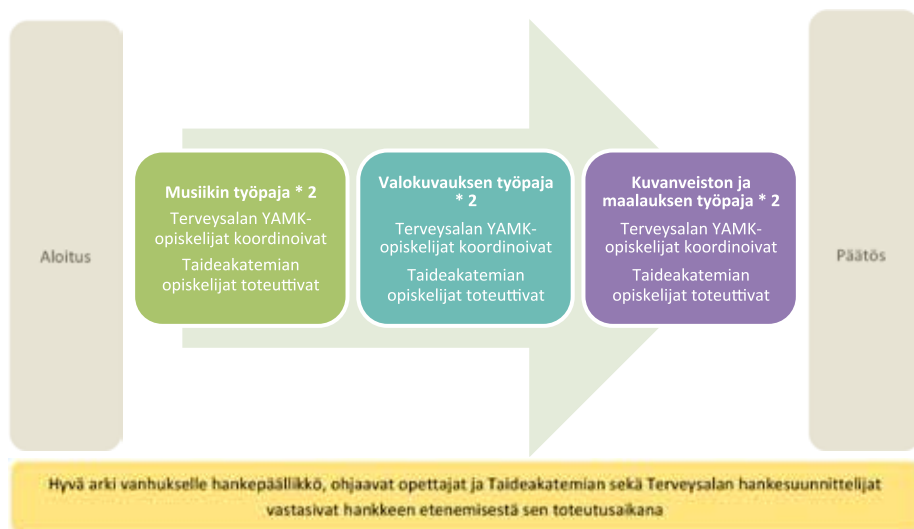 Aloitus
Musiikin työpaja * 2
Terveysalan YAMK-
opiskelijat koordinoivat
Taideakatemian
opiskelijat toteuttivat
Valokuvauksen työpaja
* 2
Terveysalan YAMK-
opiskelijat koordinoivat
Taideakatemian
opiskelijat toteuttivat
Kuvanveiston ja
maalauksen työpaja * 2
Terveysalan YAMK-
opiskelijat koordinoivat
Taideakatemian
opiskelijat toteuttivat
Päätös
Hyvä arki vanhukselle hankepäällikkö, ohjaavat opettajat ja Taideakatemian sekä Terveysalan hankesuunnittelijat
vastasivat hankkeen etenemisestä sen toteutusaikana